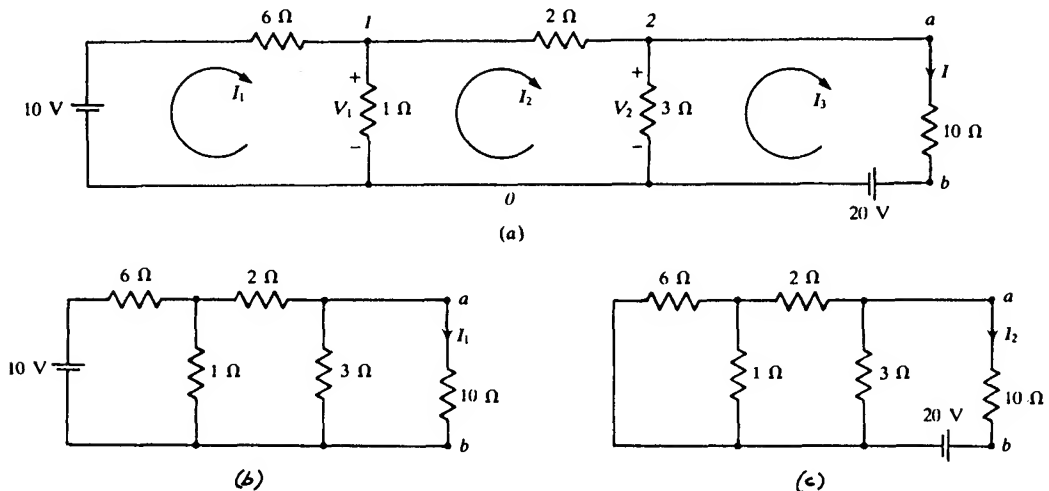 6 Ω 1 2 Ω 2 a
10 V I1 + V1 − 1 Ω I2 + V2 − 3 Ω I3 I 10 Ω
0 20 V b
(a)
6 Ω 2 Ω a
10 V 1 Ω 3 Ω I1 10 Ω
b
(b)
6 Ω 2 Ω a
1 Ω 3 Ω I2 10 Ω
20 V b
(c)